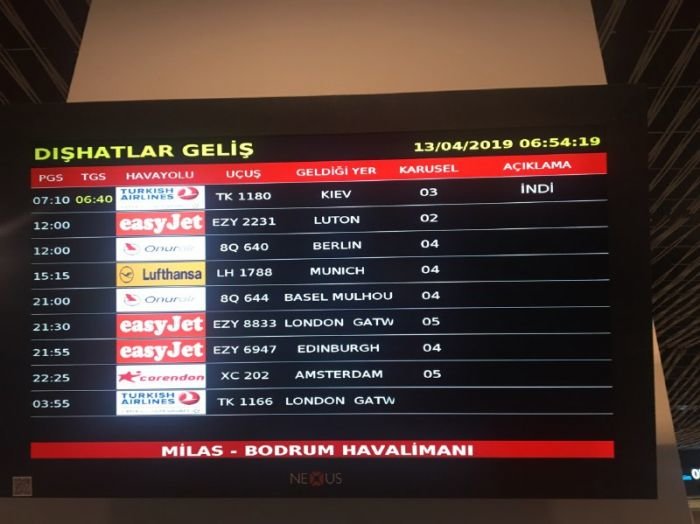 DIŞHATLAR GELİŞ 13/04/2019 06:54:19
PGS TGS HAVAYOLU UÇUŞ GELDİĞİ YER KARUSEL AÇIKLAMA
07:10 06:40 TURKISH AIRLINES TK 1180 KIEV 03 İNDİ
12:00 easyJet EZY 2231 LUTON 02
12:00 Onurair 8Q 640 BERLIN 04
15:15 Lufthansa LH 1788 MUNICH 04
21:00 Onurair 8Q 644 BASEL MULHOU 04
21:30 easyJet EZY 8833 LONDON GATW 05
21:55 easyJet EZY 6947 EDINBURGH 04
22:25 corendon XC 202 AMSTERDAM 05
03:55 TURKISH AIRLINES TK 1166 LONDON GATW
MİLAS - BODRUM HAVALİMANI
NEXUS